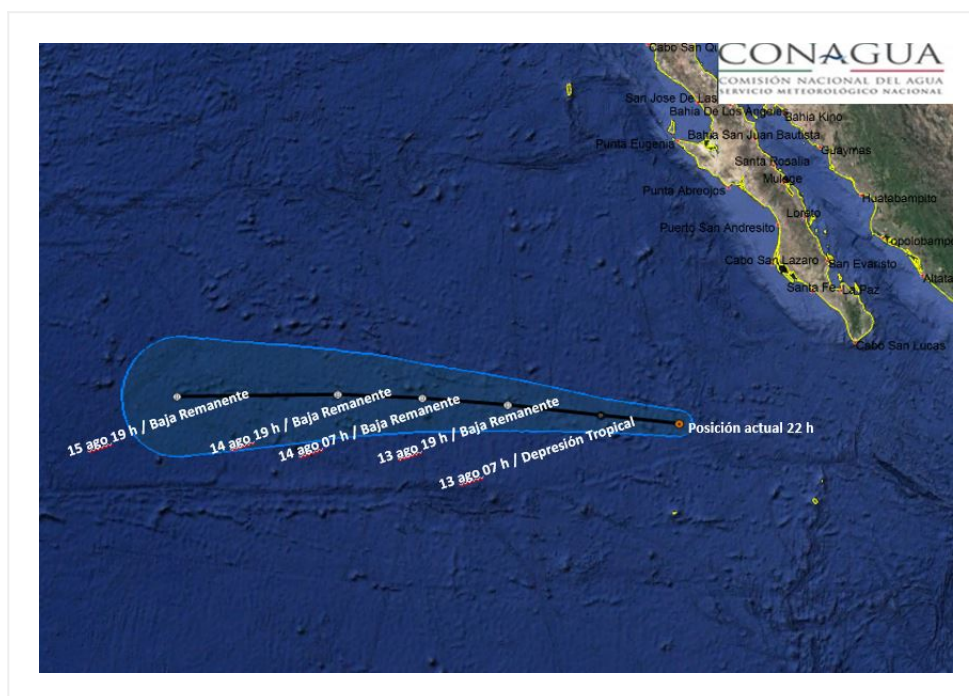 Cabo San Qu
CONAGUA
COMISIÓN NACIONAL DEL AGUA
SERVICIO METEOROLÓGICO NACIONAL
San Jose De Las
Bahia De Los Angeles
Bahia Kino
Bahia San Juan Bautista
Punta Eugenia
Guaymas
Santa Rosalia
Mulege
Punta Abreojos
Huatabampito
Loreto
Puerto San Andresito
Topolobampo
Cabo San Lazaro
San Evaristo
Altata
Santa Fe
La Paz
Cabo San Lucas
15 ago 19 h / Baja Remanente
14 ago 19 h / Baja Remanente
14 ago 07 h / Baja Remanente
13 ago 19 h / Baja Remanente
13 ago 07 h / Depresión Tropical
Posición actual 22 h